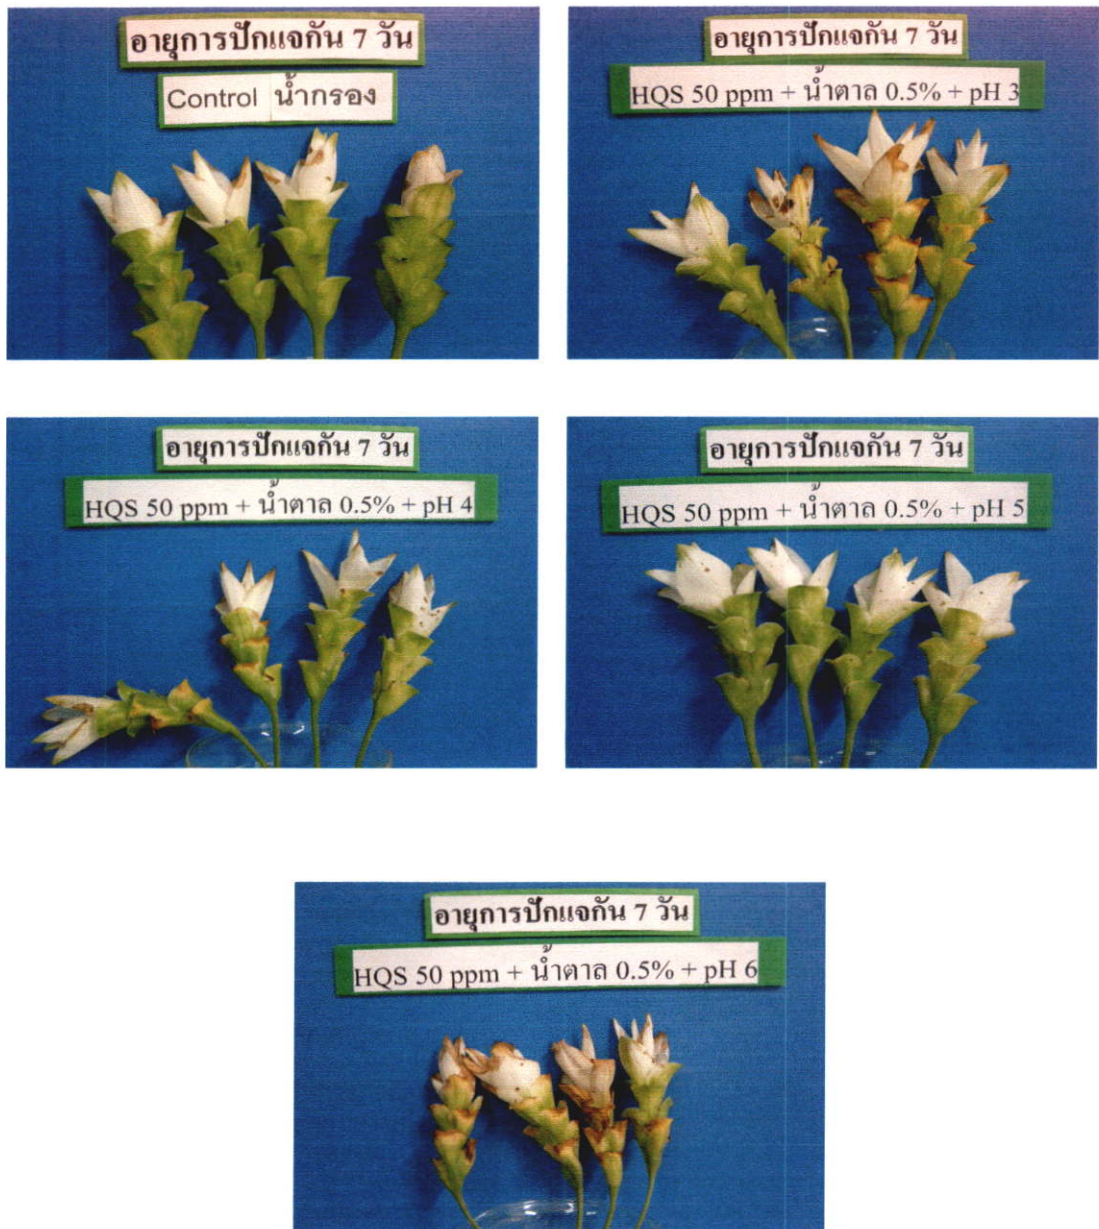 อายุการปักแจกัน 7 วัน
Control น้ำกรอง
อายุการปักแจกัน 7 วัน
HQS 50 ppm + น้ำตาล 0.5% + pH 3
อายุการปักแจกัน 7 วัน
HQS 50 ppm + น้ำตาล 0.5% + pH 4
อายุการปักแจกัน 7 วัน
HQS 50 ppm + น้ำตาล 0.5% + pH 5
อายุการปักแจกัน 7 วัน
HQS 50 ppm + น้ำตาล 0.5% + pH 6